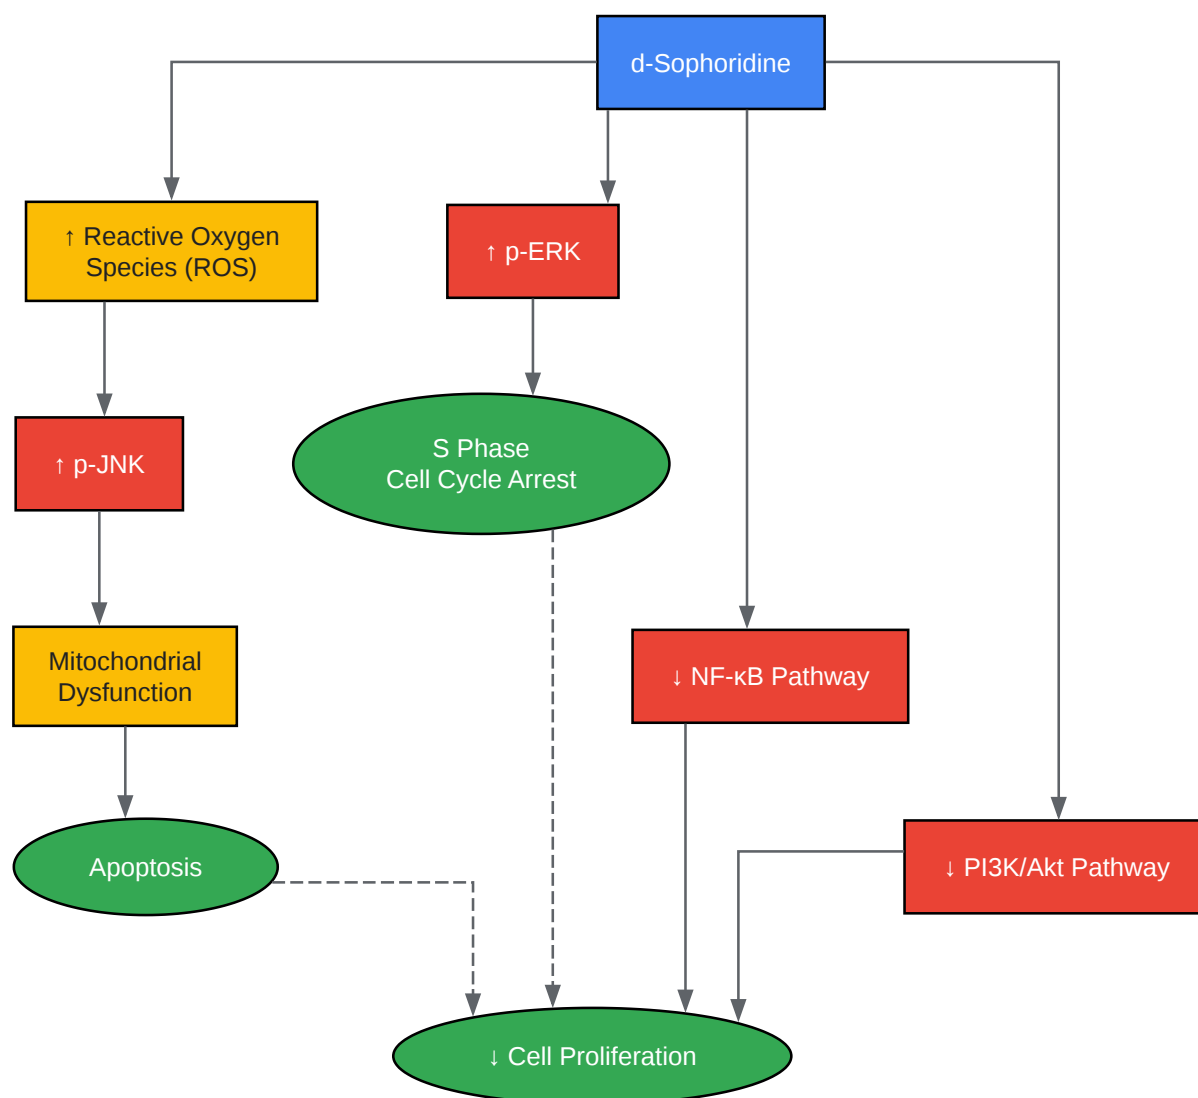 d-Sophoridine
↑ Reactive Oxygen
Species (ROS)
↑ p-ERK
S Phase
Cell Cycle Arrest
↑ p-JNK
Mitochondrial
Dysfunction
↓ NF-κB Pathway
Apoptosis
↓ PI3K/Akt Pathway
↓ Cell Proliferation